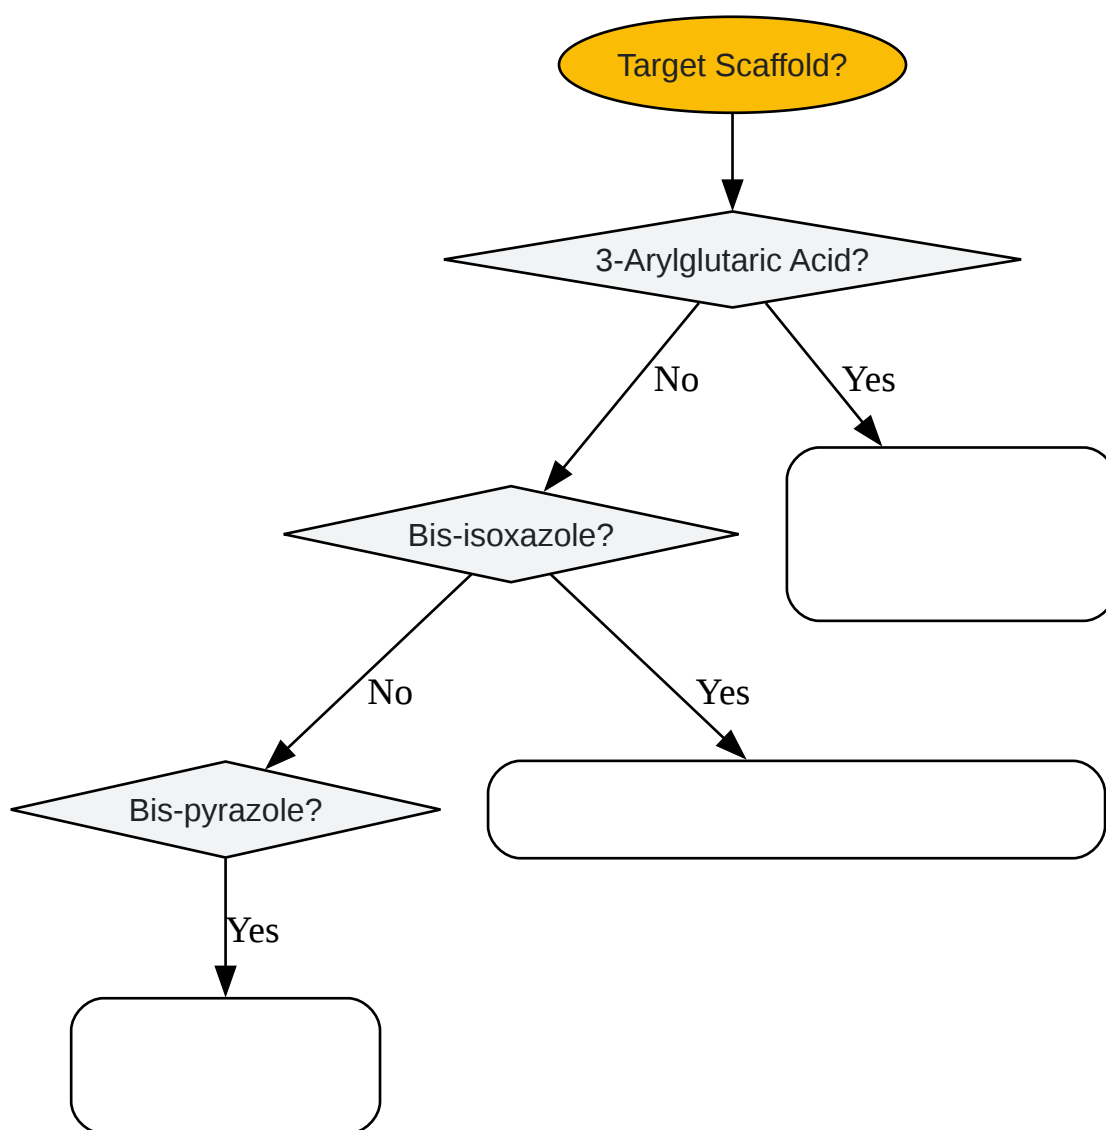 Target Scaffold?
3-Arylglutaric Acid?
No
Yes
Bis-isoxazole?
No
Yes
Bis-pyrazole?
Yes